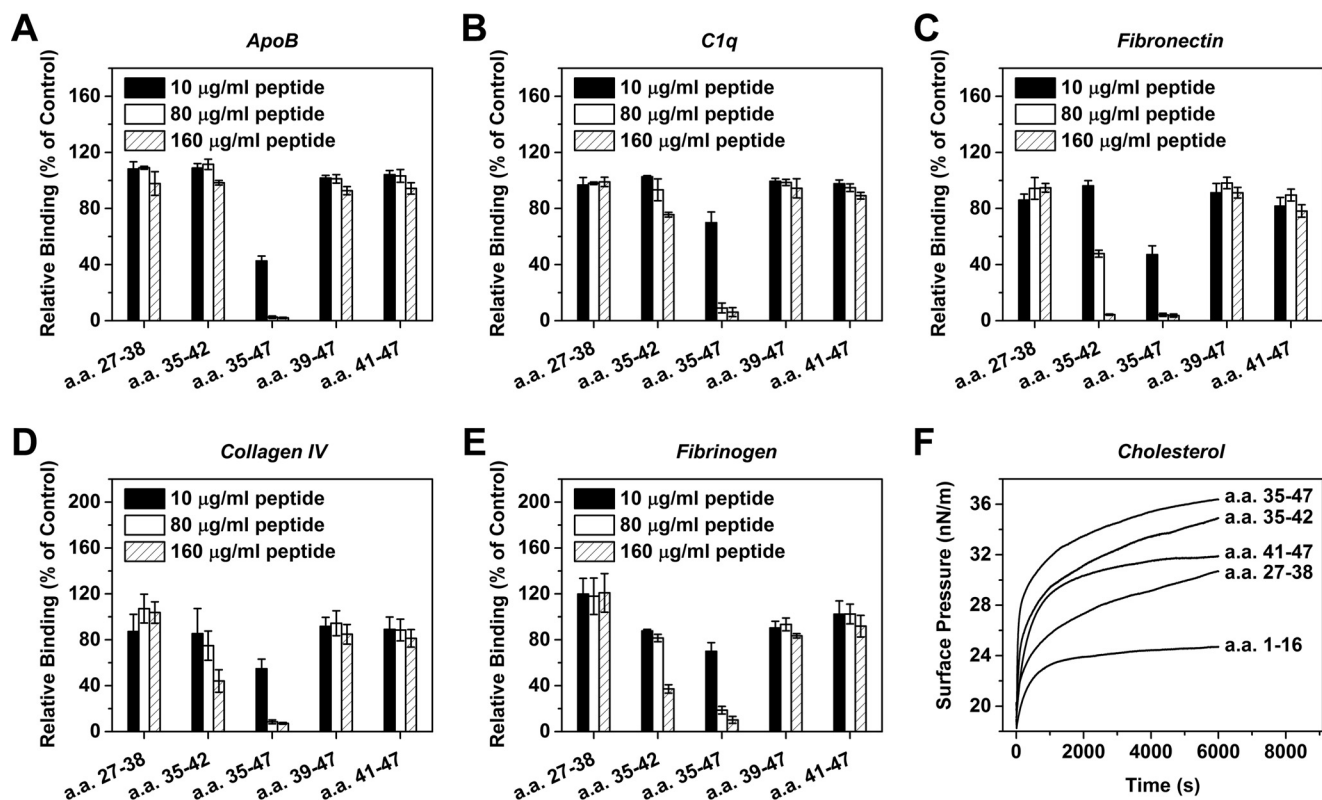 A
ApoB
Relative Binding (% of Control)
160
120
80
40
0
10 μg/ml peptide
80 μg/ml peptide
160 μg/ml peptide
a.a. 27-38
a.a. 35-42
a.a. 35-47
a.a. 39-47
a.a. 41-47
B
C1q
Relative Binding (% of Control)
160
120
80
40
0
10 μg/ml peptide
80 μg/ml peptide
160 μg/ml peptide
a.a. 27-38
a.a. 35-42
a.a. 35-47
a.a. 39-47
a.a. 41-47
C
Fibronectin
Relative Binding (% of Control)
160
120
80
40
0
10 μg/ml peptide
80 μg/ml peptide
160 μg/ml peptide
a.a. 27-38
a.a. 35-42
a.a. 35-47
a.a. 39-47
a.a. 41-47
D
Collagen IV
Relative Binding (% of Control)
200
160
120
80
40
0
10 μg/ml peptide
80 μg/ml peptide
160 μg/ml peptide
a.a. 27-38
a.a. 35-42
a.a. 35-47
a.a. 39-47
a.a. 41-47
E
Fibrinogen
Relative Binding (% of Control)
200
160
120
80
40
0
10 μg/ml peptide
80 μg/ml peptide
160 μg/ml peptide
a.a. 27-38
a.a. 35-42
a.a. 35-47
a.a. 39-47
a.a. 41-47
F
Cholesterol
Surface Pressure (nN/m)
36
32
28
24
20
a.a. 35-47
a.a. 35-42
a.a. 41-47
a.a. 27-38
a.a. 1-16
0 2000 4000 6000 8000
Time (s)